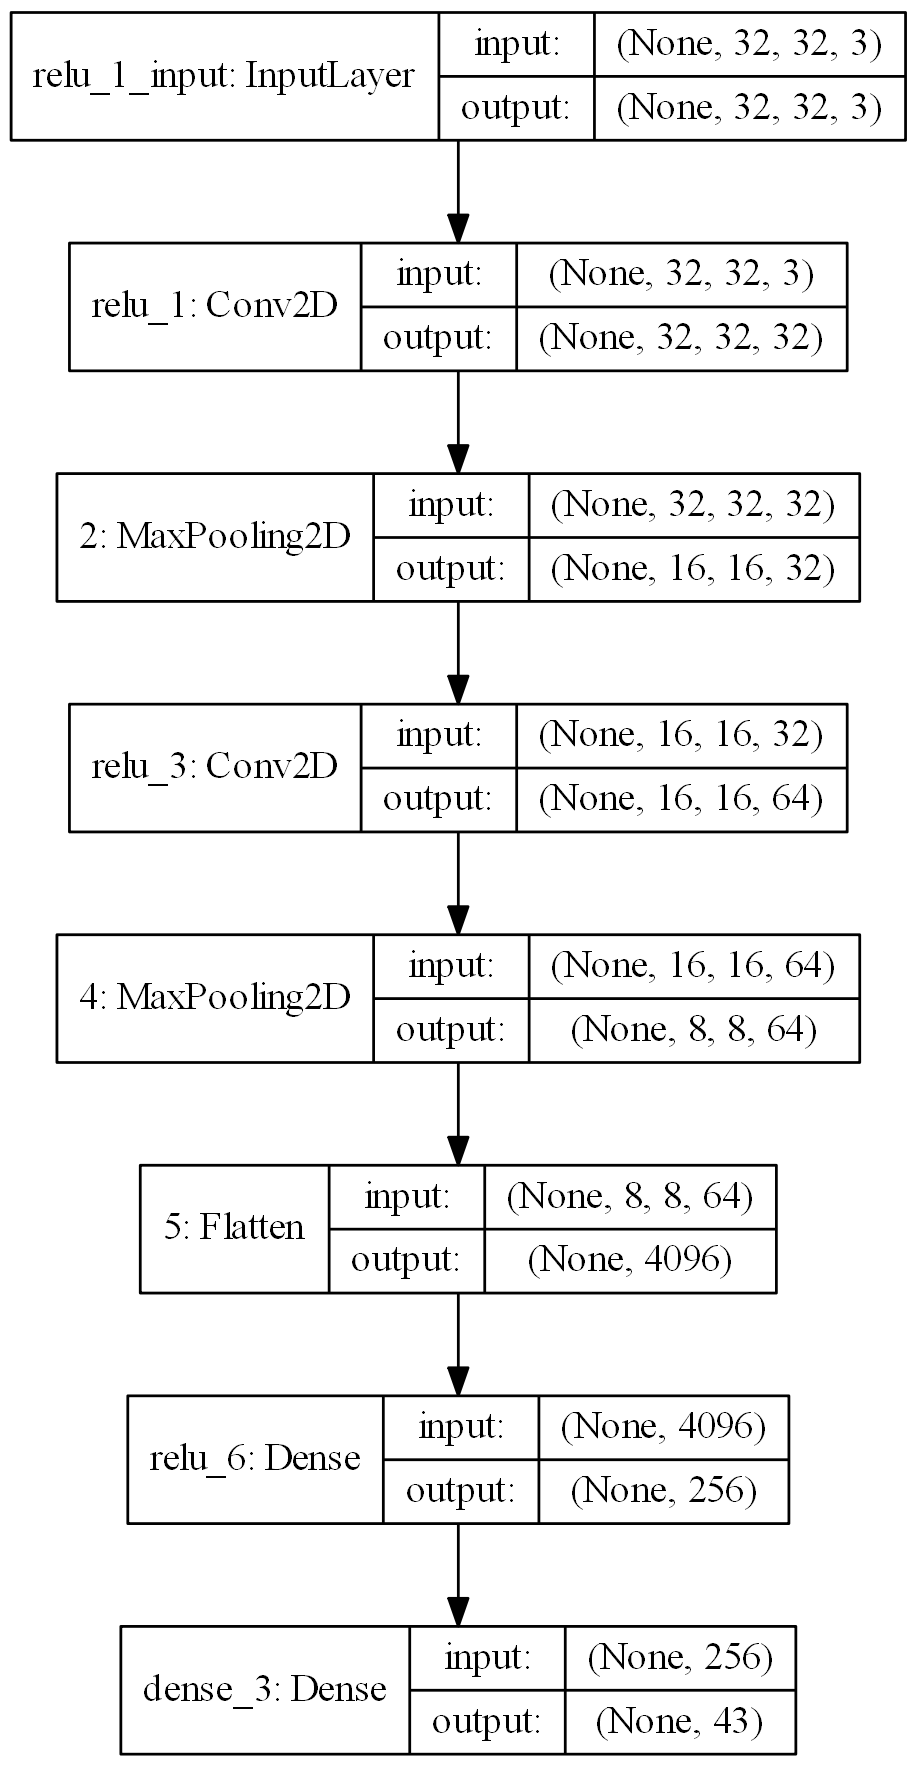 relu_1_input: InputLayer
input: (None, 32, 32, 3)
output: (None, 32, 32, 3)
relu_1: Conv2D
input: (None, 32, 32, 3)
output: (None, 32, 32, 32)
2: MaxPooling2D
input: (None, 32, 32, 32)
output: (None, 16, 16, 32)
relu_3: Conv2D
input: (None, 16, 16, 32)
output: (None, 16, 16, 64)
4: MaxPooling2D
input: (None, 16, 16, 64)
output: (None, 8, 8, 64)
5: Flatten
input: (None, 8, 8, 64)
output: (None, 4096)
relu_6: Dense
input: (None, 4096)
output: (None, 256)
dense_3: Dense
input: (None, 256)
output: (None, 43)